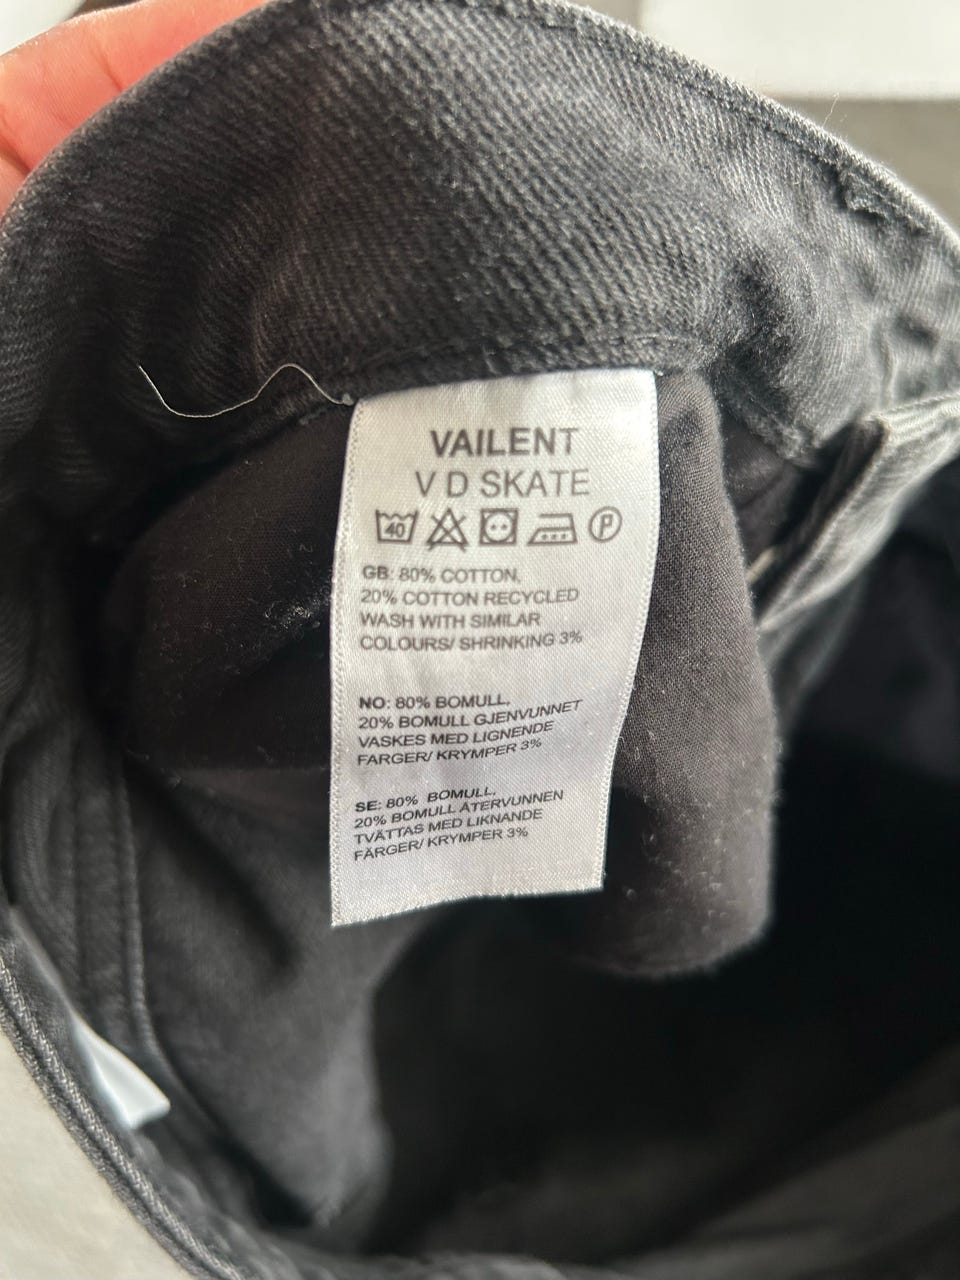 VAILENT
V D SKATE
40 P
GB: 80% COTTON,
20% COTTON RECYCLED
WASH WITH SIMILAR
COLOURS/ SHRINKING 3%
NO: 80% BOMULL,
20% BOMULL GJENVUNNET
VASKES MED LIGNENDE
FARGER/ KRYMPER 3%
SE: 80% BOMULL,
20% BOMULL ÅTERVUNNEN
TVÄTTAS MED LIKNANDE
FÄRGER/ KRYMPER 3%